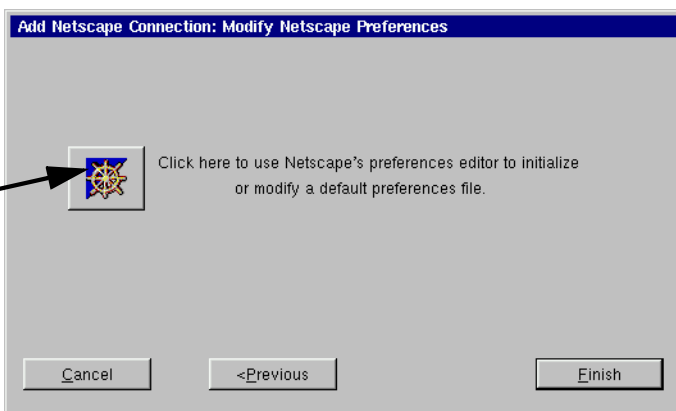 Add Netscape Connection: Modify Netscape Preferences
Click here to use Netscape's preferences editor to initialize
or modify a default preferences file.
Cancel
<Previous
Finish